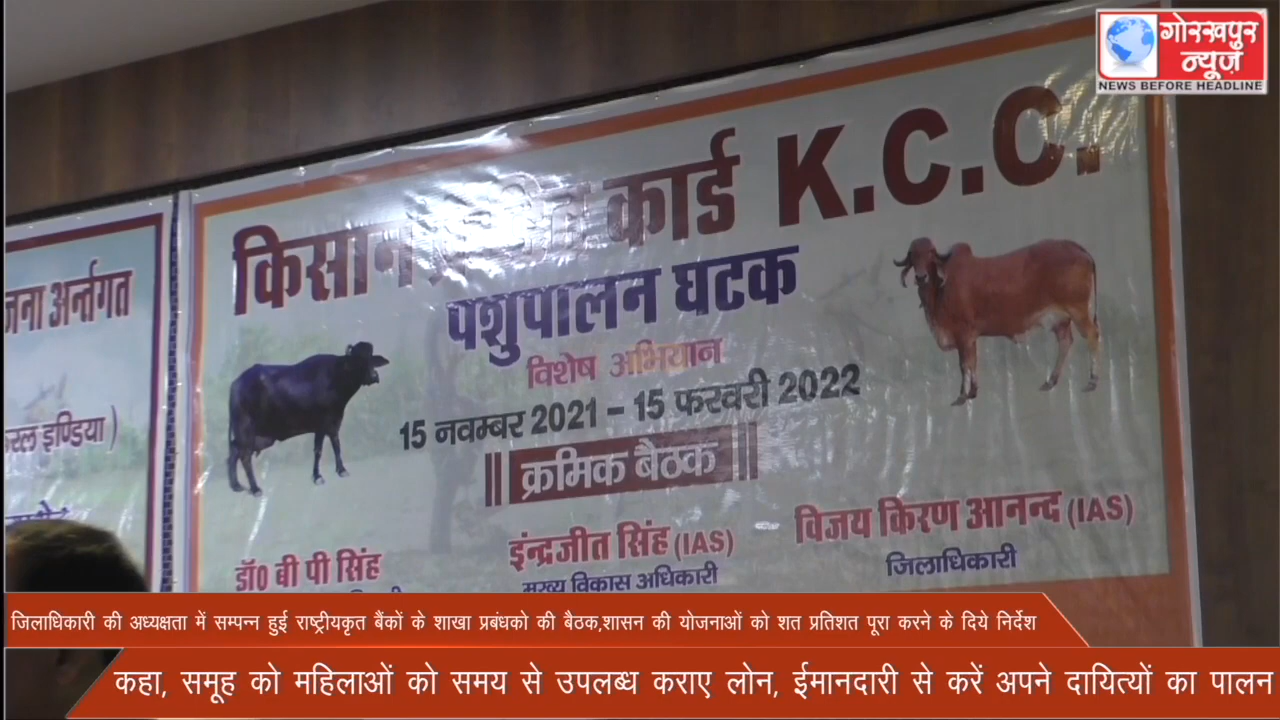 गोरखपुर
न्यूज़
NEWS BEFORE HEADLINE
जना अर्न्तगत
रल इण्डिया )
किसान कार्ड K.C.C.
पशुपालन घटक
विशेष अभियान
15 नवम्बर 2021 - 15 फरवरी 2022
|| क्रमिक बैठक ||
डॉ0 बी पी सिंह
इन्द्रजीत सिंह (IAS)
मुख्य विकास अधिकारी
विजय किरण आनन्द (IAS)
जिलाधिकारी
जिलाधिकारी की अध्यक्षता में सम्पन्न हुई राष्ट्रीयकृत बैंकों के शाखा प्रबंधको की बैठक,शासन की योजनाओं को शत प्रतिशत पूरा करने के दिये निर्देश
कहा, समूह को महिलाओं को समय से उपलब्ध कराए लोन, ईमानदारी से करें अपने दायित्यों का पालन